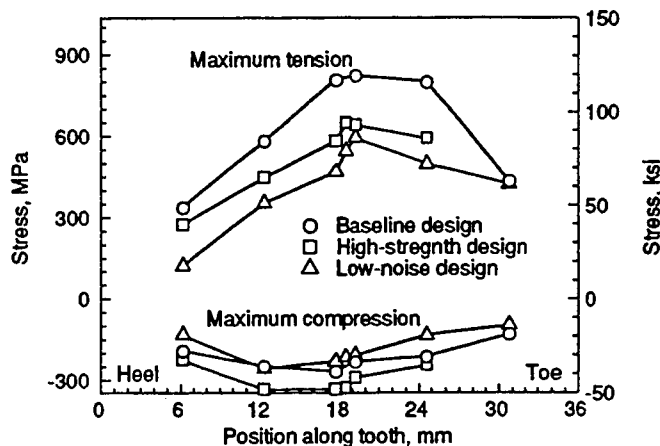 900
600
300
0
-300
Stress, MPa
150
100
50
0
-50
Stress, ksi
Maximum tension
Baseline design
High-stregnth design
Low-noise design
Maximum compression
Heel
Toe
0
6
12
18
24
30
36
Position along tooth, mm